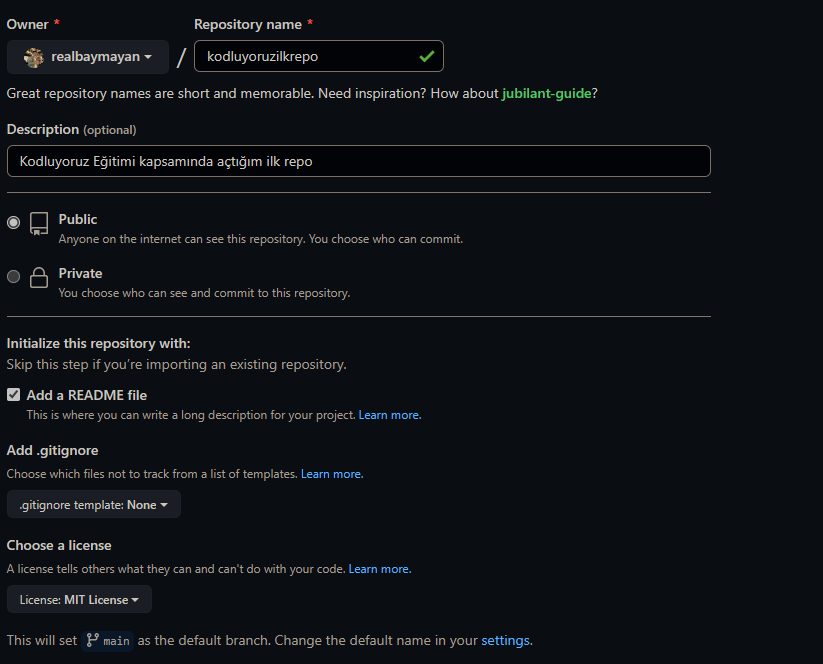 Owner * Repository name *
realbaymayan / kodluyoruzilkrepo
Great repository names are short and memorable. Need inspiration? How about jubilant-guide?
Description (optional)
Kodluyoruz Eğitimi kapsamında açtığım ilk repo
Public
Anyone on the internet can see this repository. You choose who can commit.
Private
You choose who can see and commit to this repository.
Initialize this repository with:
Skip this step if you're importing an existing repository.
Add a README file
This is where you can write a long description for your project. Learn more.
Add .gitignore
Choose which files not to track from a list of templates. Learn more.
.gitignore template: None
Choose a license
A license tells others what they can and can't do with your code. Learn more.
License: MIT License
This will set main as the default branch. Change the default name in your settings.